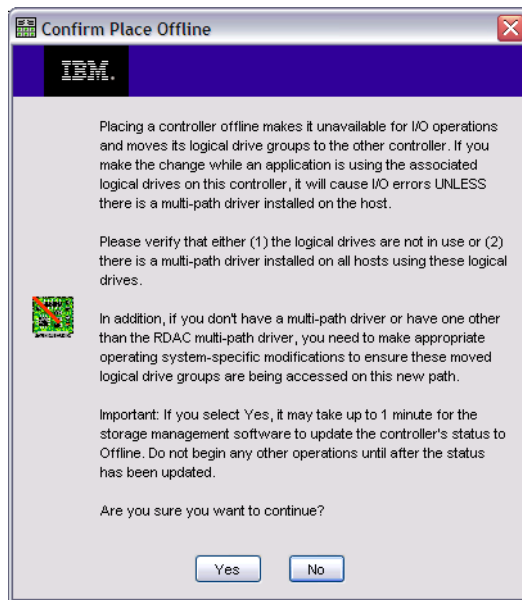 Confirm Place Offline
IBM.
Placing a controller offline makes it unavailable for I/O operations
and moves its logical drive groups to the other controller. If you
make the change while an application is using the associated
logical drives on this controller, it will cause I/O errors UNLESS
there is a multi-path driver installed on the host.
Please verify that either (1) the logical drives are not in use or (2)
there is a multi-path driver installed on all hosts using these logical
drives.
In addition, if you don't have a multi-path driver or have one other
than the RDAC multi-path driver, you need to make appropriate
operating system-specific modifications to ensure these moved
logical drive groups are being accessed on this new path.
Important: If you select Yes, it may take up to 1 minute for the
storage management software to update the controller's status to
Offline. Do not begin any other operations until after the status
has been updated.
Are you sure you want to continue?
Yes
No